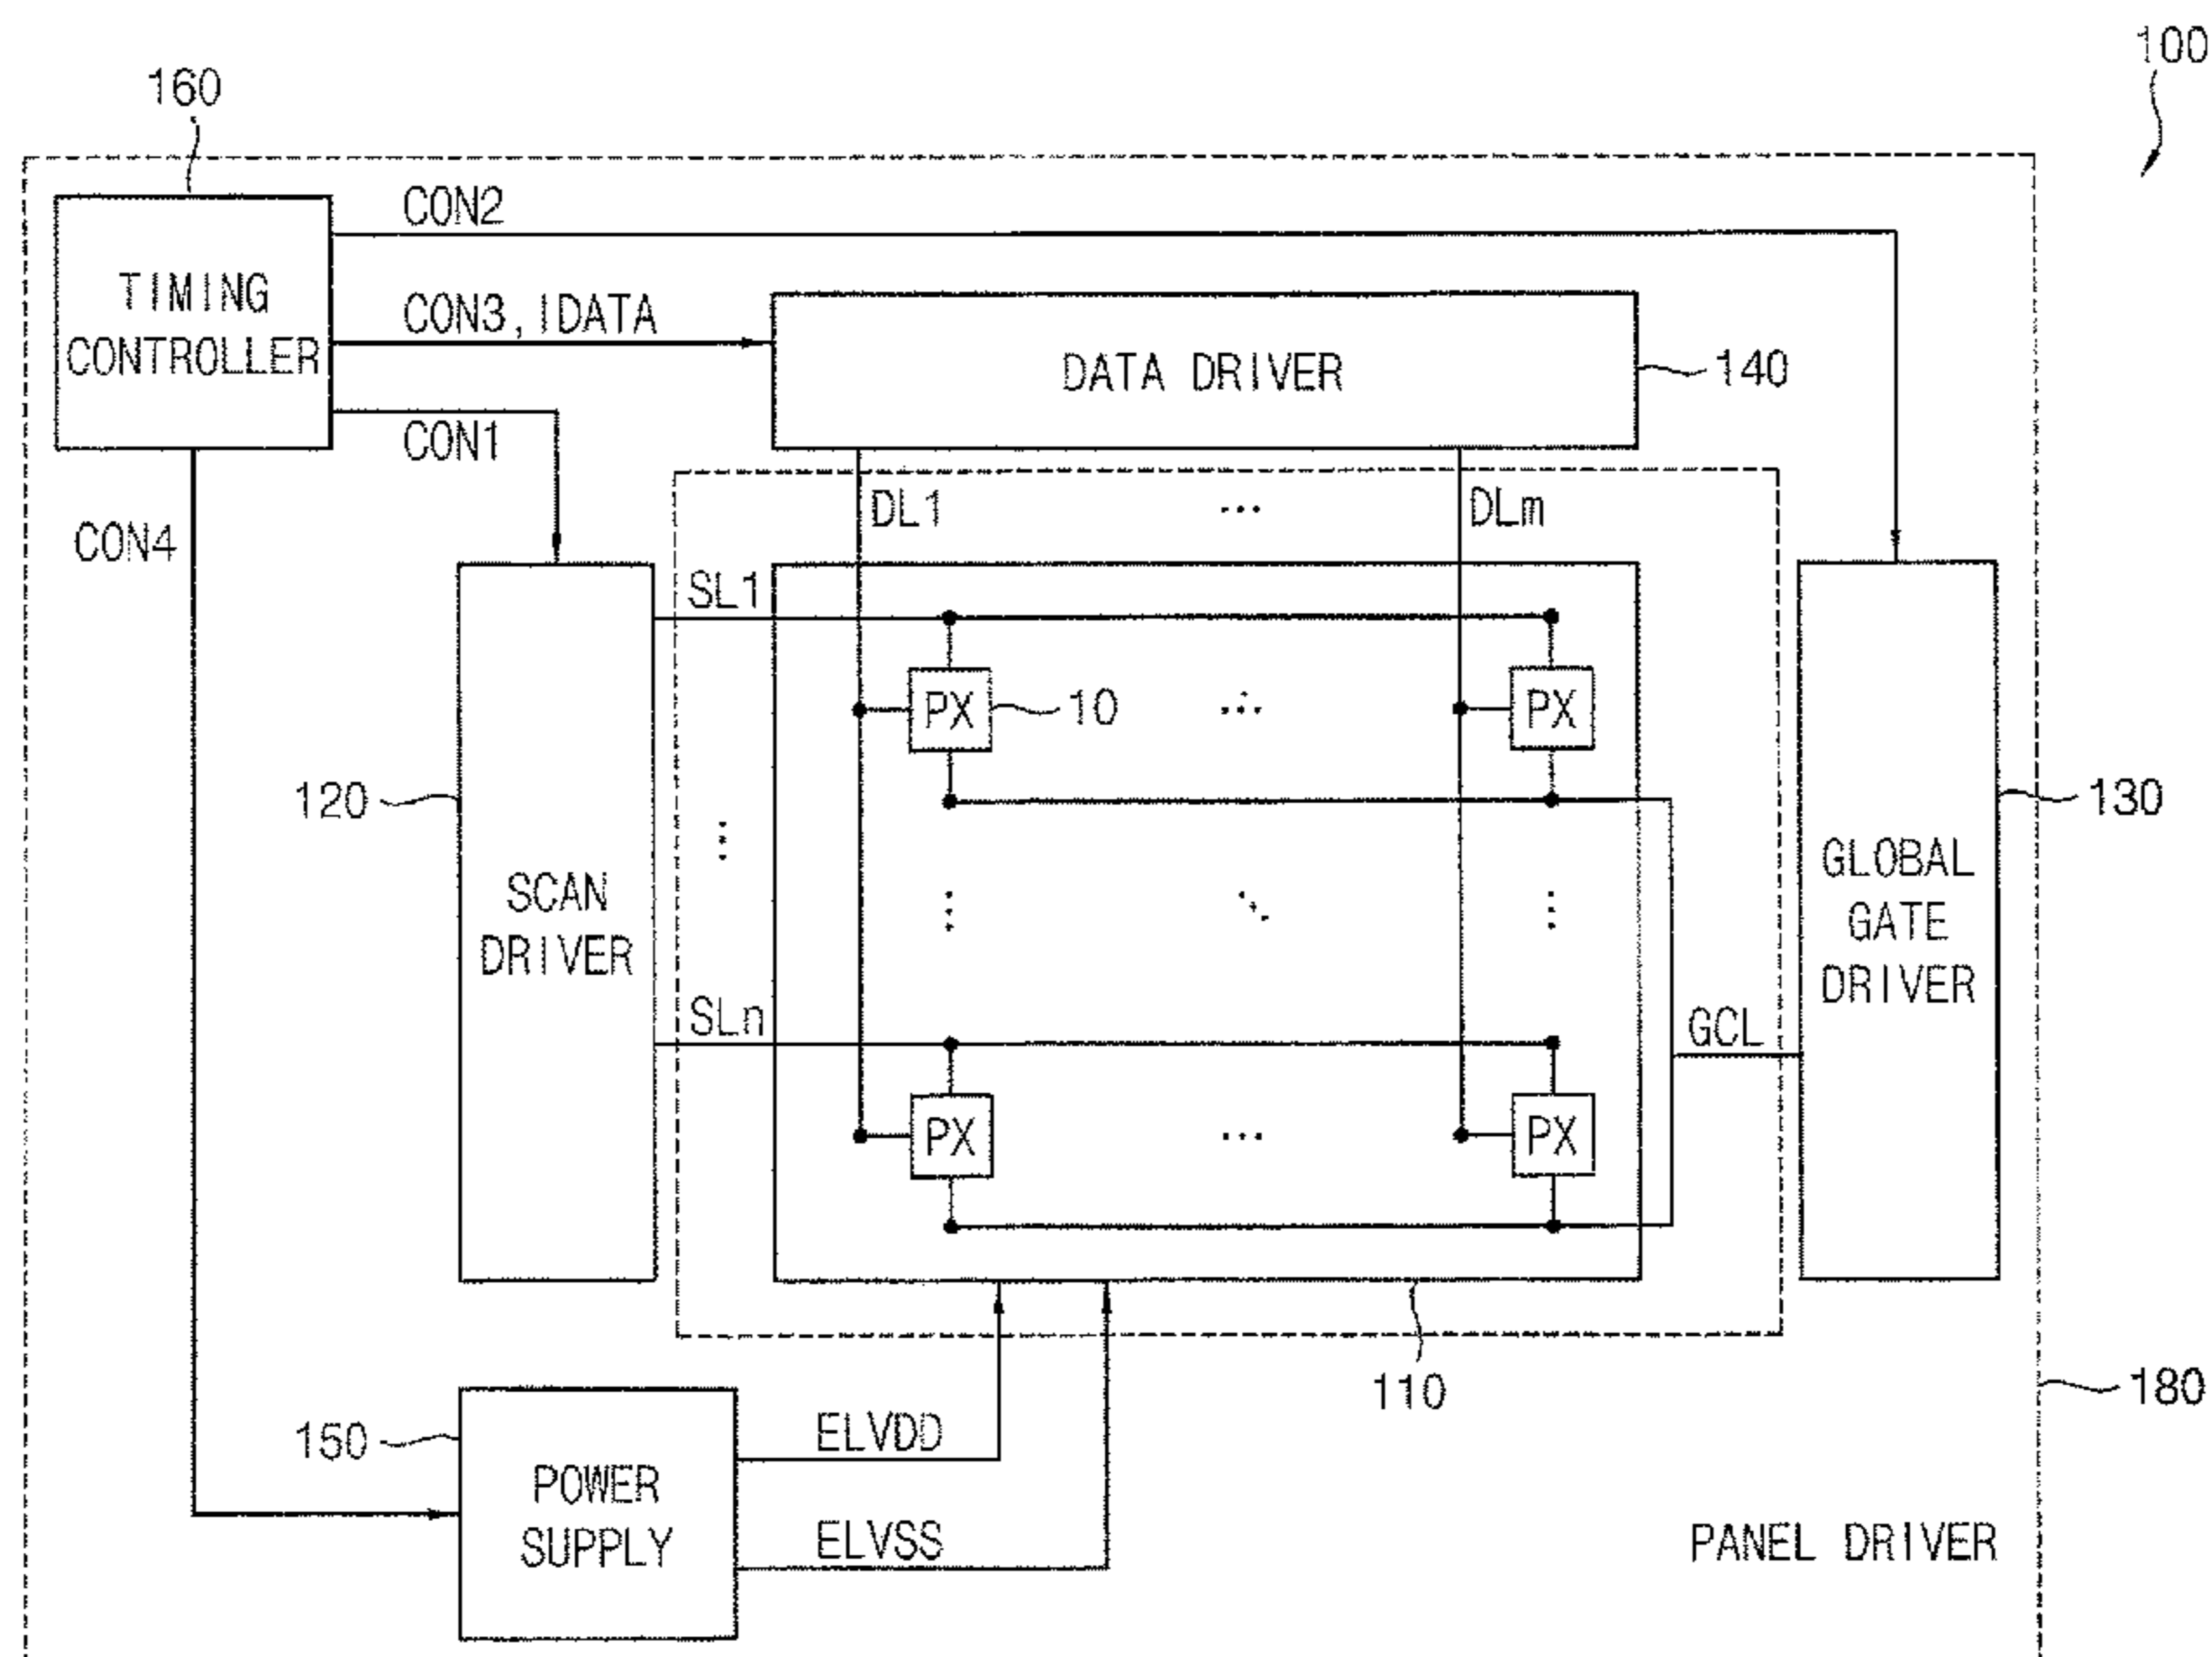 100
160
CON2
TIMING
CONTROLLER
CON3, IDATA
DATA DRIVER
140
CON1
CON4
DL1
...
DLm
SL1
PX
10
...
PX
120
130
...
SCAN
DRIVER
GLOBAL
GATE
DRIVER
SLn
GCL
PX
...
PX
110
180
150
ELVDD
POWER
SUPPLY
ELVSS
PANEL DRIVER